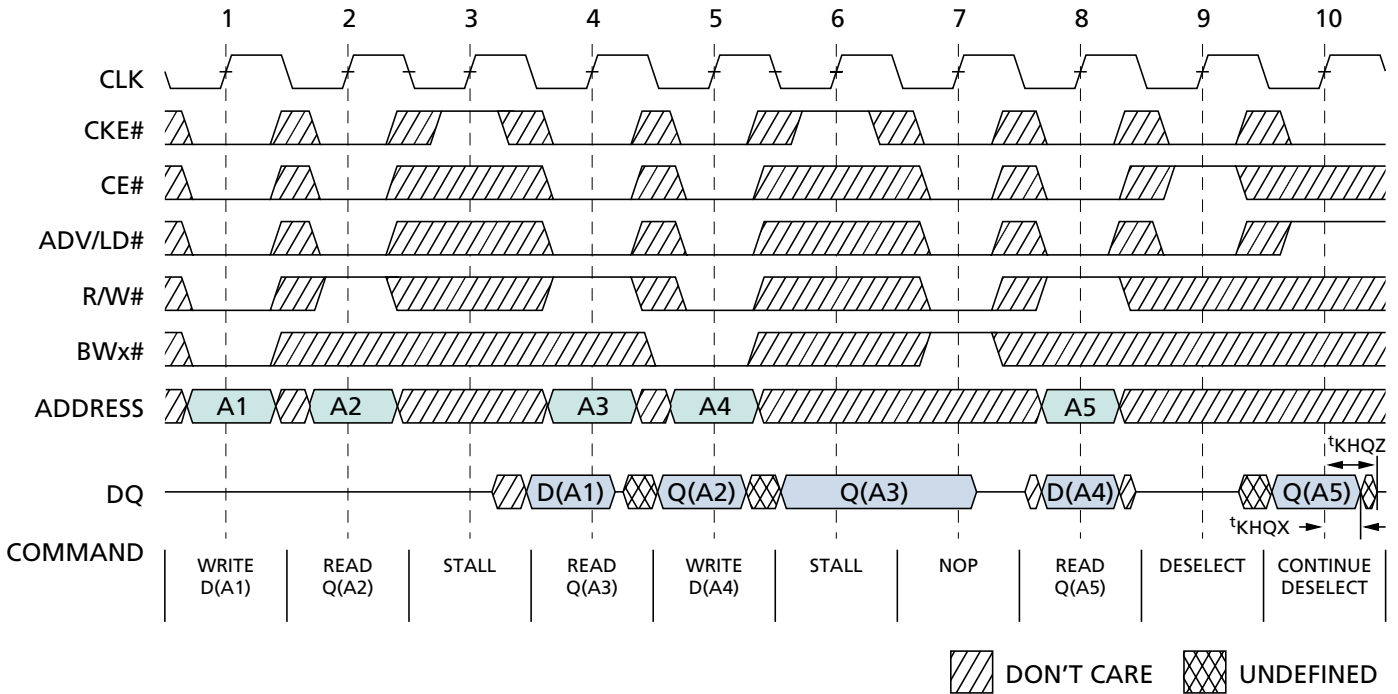 1 2 3 4 5 6 7 8 9 10
CLK
CKE#
CE#
ADV/LD#
R/W#
BWx#
ADDRESS A1 A2 A3 A4 A5
tKHQZ
DQ D(A1) Q(A2) Q(A3) D(A4) Q(A5)
tKHQX
COMMAND WRITE READ STALL READ WRITE STALL NOP READ DESELECT CONTINUE
D(A1) Q(A2) Q(A3) D(A4) Q(A5) DESELECT
DON'T CARE UNDEFINED